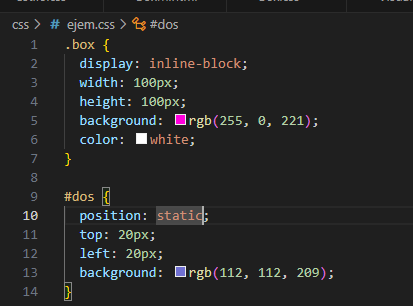 css > # ejem.css > #dos
1 .box {
2 display: inline-block;
3 width: 100px;
4 height: 100px;
5 background: rgb(255, 0, 221);
6 color: white;
7 }
8
9 #dos {
10 position: static;
11 top: 20px;
12 left: 20px;
13 background: rgb(112, 112, 209);
14 }